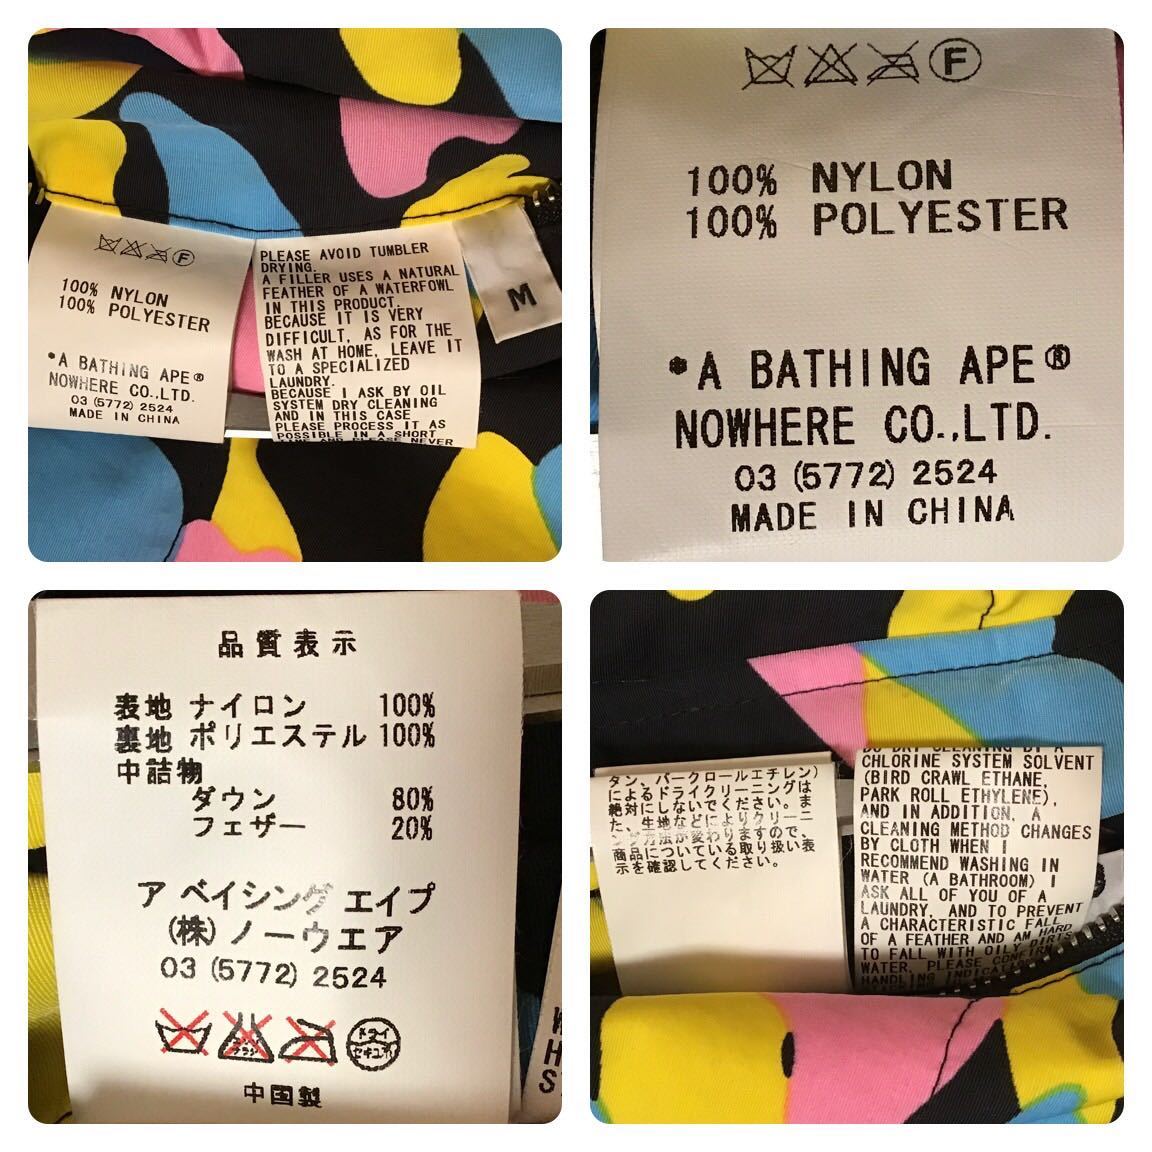 F
100% NYLON
100% POLYESTER
*A BATHING APE®
NOWHERE CO.,LTD.
03 (5772) 2524
MADE IN CHINA
PLEASE AVOID TUMBLER
DRYING.
A FILLER USES A NATURAL
FEATHER OF A WATERFOWL
IN THIS PRODUCT.
BECAUSE IT IS VERY
DIFFICULT, AS FOR THE
WASH AT HOME, LEAVE IT
TO A SPECIALIZED
LAUNDRY.
BECAUSE I ASK BY OIL
SYSTEM DRY CLEANING
AND IN THIS CASE
PLEASE PROCESS IT AS
POSSIBLE IN A SHORT
NEVER
M
F
100% NYLON
100% POLYESTER
*A BATHING APE®
NOWHERE CO.,LTD.
03 (5772) 2524
MADE IN CHINA
品質表示
表地 ナイロン 100%
裏地 ポリエステル 100%
中詰物
ダウン 80%
フェザー 20%
ア ベイシング エイプ
(株) ノーウエア
03 (5772) 2524
ドライ
セキユ系
中国製
タン、パークロールエチレン)
によるドライクリーニングは
絶対にしないでください。ま
た、生地などによりクリーニ
ング方法が変わりますので、
商品についている取り扱い表
示を確認してください。
DO DRY CLEANING BY A
CHLORINE SYSTEM SOLVENT
(BIRD CRAWL ETHANE,
PARK ROLL ETHYLENE),
AND IN ADDITION, A
CLEANING METHOD CHANGES
BY CLOTH WHEN I
RECOMMEND WASHING IN
WATER (A BATHROOM) I
ASK ALL OF YOU OF A
LAUNDRY, AND TO PREVENT
A CHARACTERISTIC FALL
OF A FEATHER AND AM HARD
TO FALL WITH OILY DIRTS
WATER. PLEASE CONFIRM
HANDLING